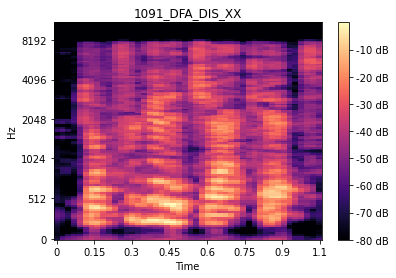 1091_DFA_DIS_XX
8192
4096
2048
1024
512
0
Hz
0
0.15
0.3
0.45
0.6
0.75
0.9
1.1
Time
-10 dB
-20 dB
-30 dB
-40 dB
-50 dB
-60 dB
-70 dB
-80 dB